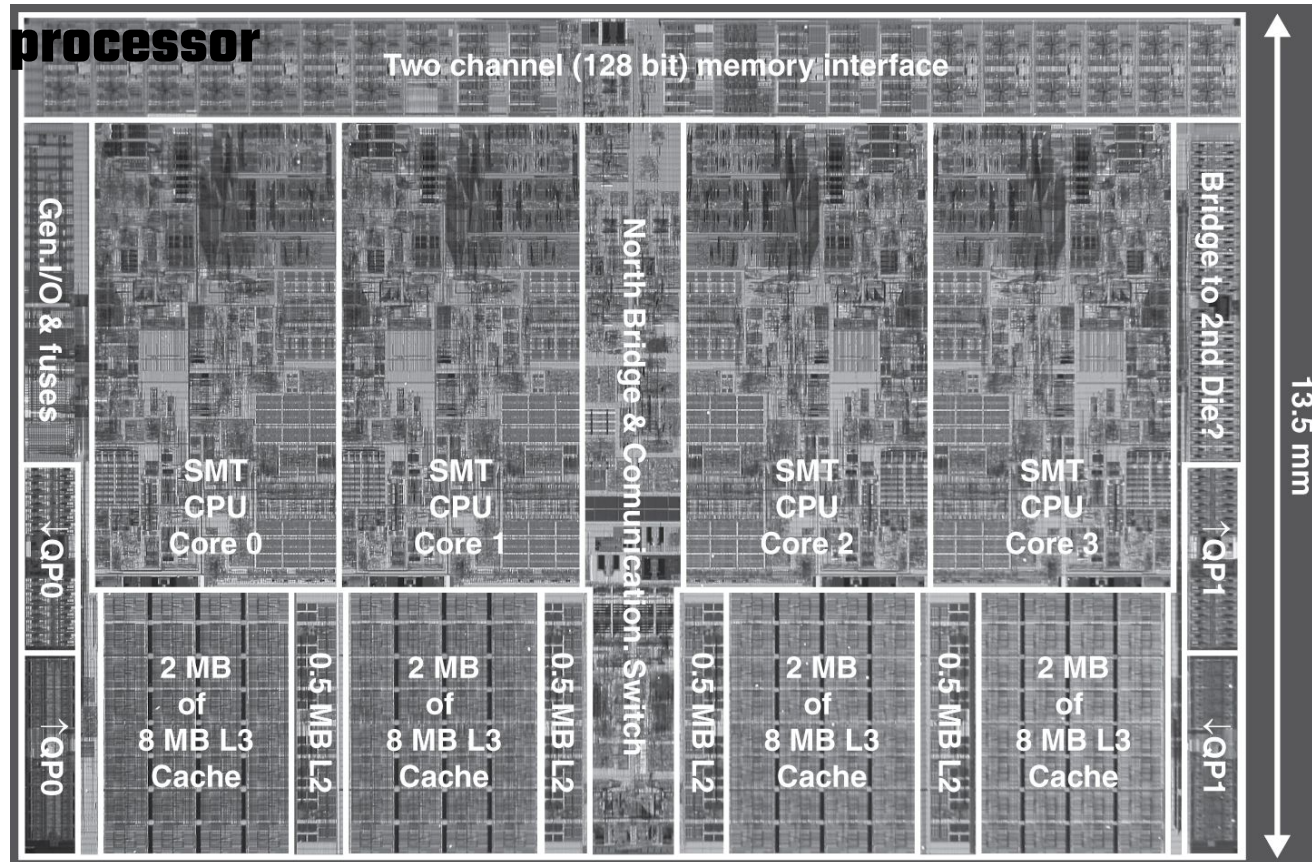 processor
Two channel (128 bit) memory interface
Gen.I/O & fuses
SMT
CPU
Core 0
SMT
CPU
Core 1
North Bridge & Comunication. Switch
SMT
CPU
Core 2
SMT
CPU
Core 3
Bridge to 2nd Die?
13.5 mm
↓QP0
↑QP0
2 MB
of
8 MB L3
Cache
0.5 MB L2
2 MB
of
8 MB L3
Cache
0.5 MB L2
0.5 MB L2
2 MB
of
8 MB L3
Cache
0.5 MB L2
2 MB
of
8 MB L3
Cache
↑QP1
↓QP1